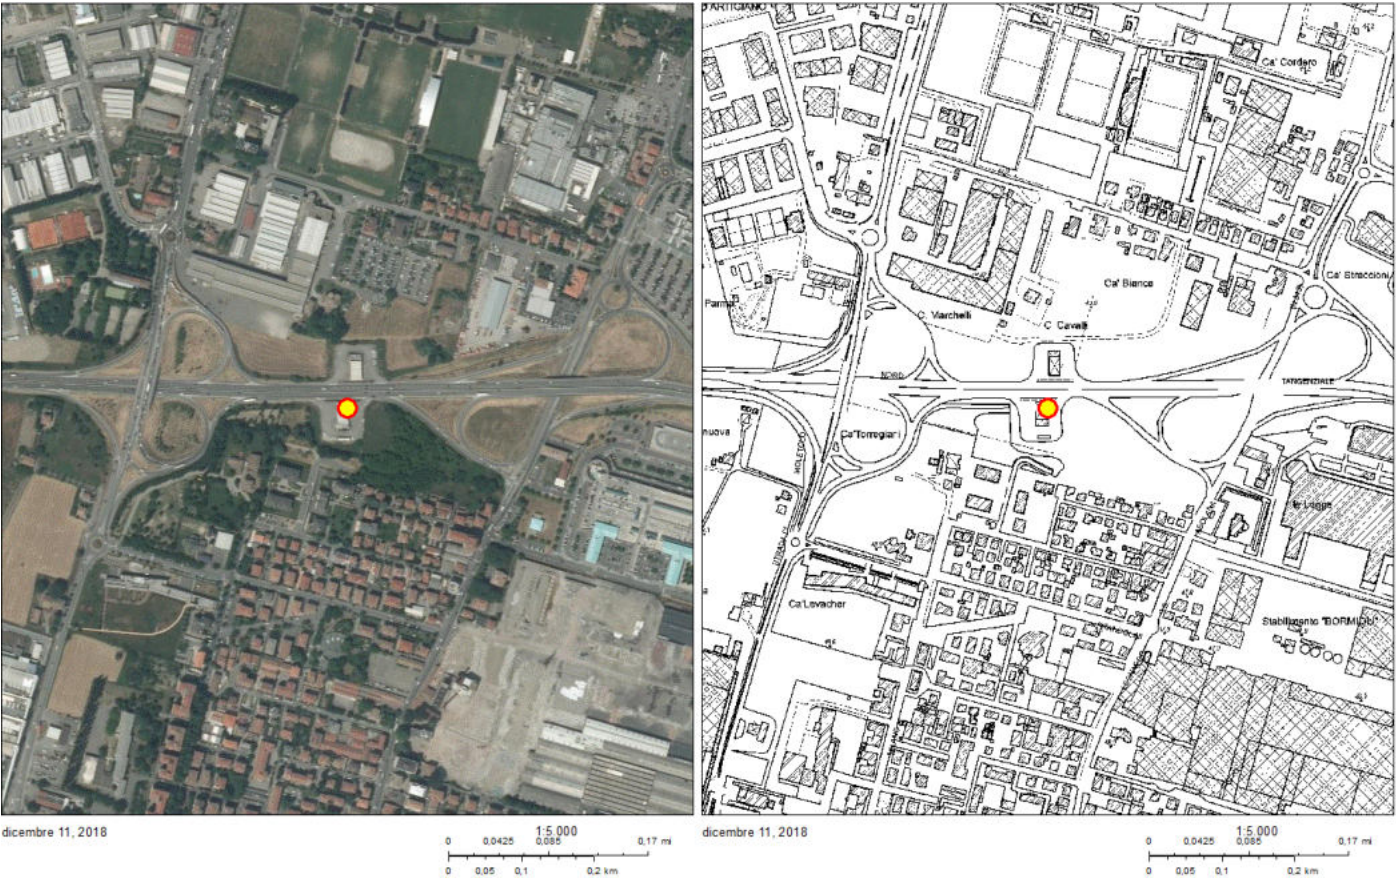 D ARTIGIANO
Ca' Cordero
Ca' Bianca
Ca' Straccioni
Parma
C. Marchelli
C. Cavalli
NORD
TANGENZIALE
nuova
Ca'Torregiani
MOLETOLO
le Logge
Ca'Levacher
Stabilimento "BORMIOLI"
dicembre 11, 2018
1:5.000
0 0,0425 0,085 0,17 mi
0 0,05 0,1 0,2 km
dicembre 11, 2018
1:5.000
0 0,0425 0,085 0,17 mi
0 0,05 0,1 0,2 km